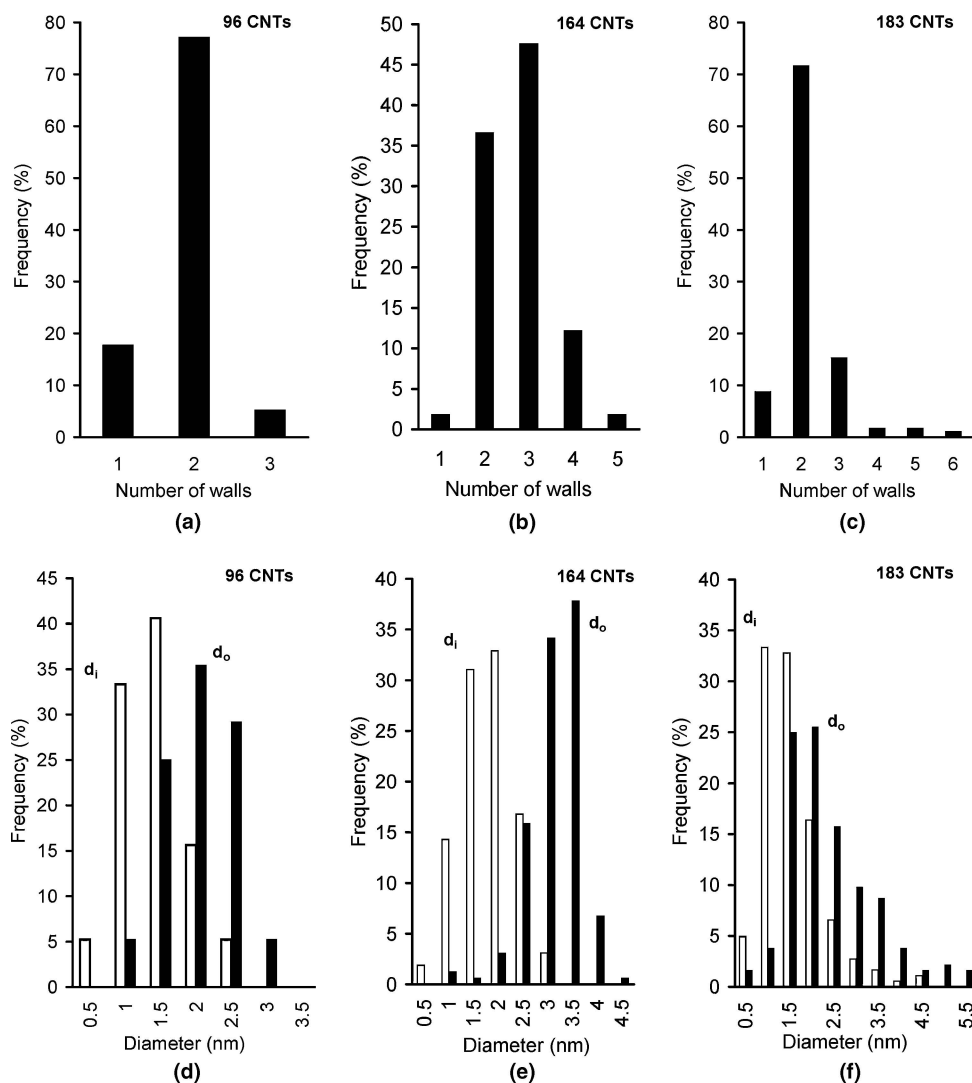 96 CNTs
80
70
60
50
40
30
20
10
0
Frequency (%)
1 2 3
Number of walls
(a)
164 CNTs
50
45
40
35
30
25
20
15
10
5
0
Frequency (%)
1 2 3 4 5
Number of walls
(b)
183 CNTs
80
70
60
50
40
30
20
10
0
Frequency (%)
1 2 3 4 5 6
Number of walls
(c)
96 CNTs
45
40
35
30
25
20
15
10
5
0
Frequency (%)
di
do
0.5 1 1.5 2 2.5 3 3.5
Diameter (nm)
(d)
164 CNTs
40
35
30
25
20
15
10
5
0
Frequency (%)
di
do
0.5 1 1.5 2 2.5 3 3.5 4 4.5
Diameter (nm)
(e)
183 CNTs
40
35
30
25
20
15
10
5
0
Frequency (%)
di
do
0.5 1.5 2.5 3.5 4.5 5.5
Diameter (nm)
(f)